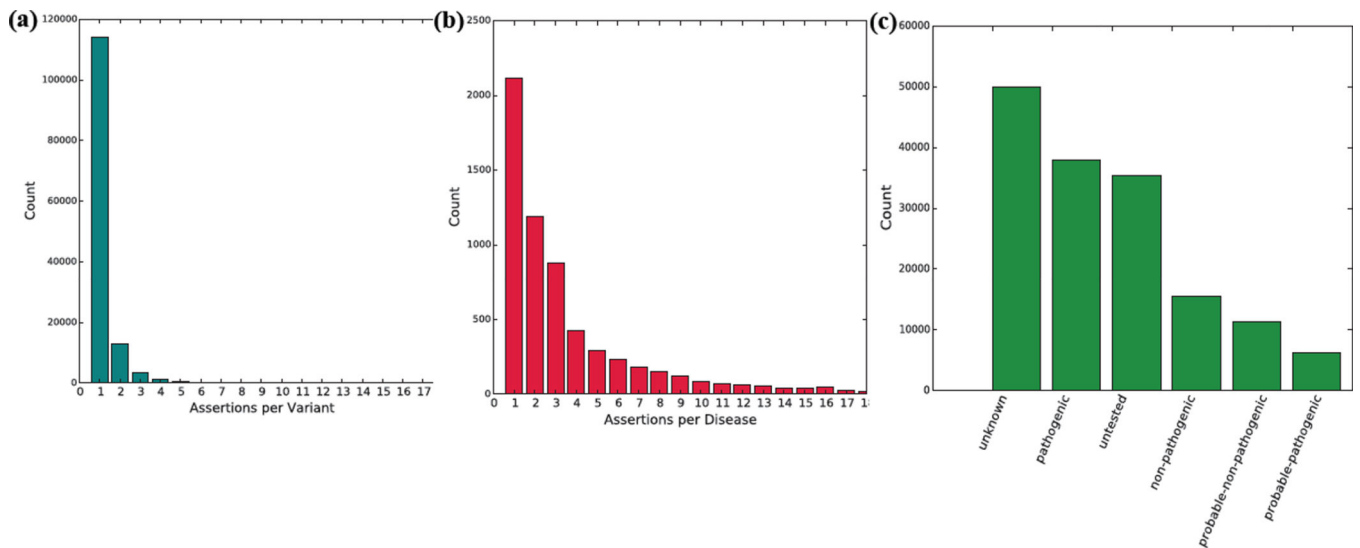 (a)
120000
100000
80000
60000
40000
20000
0
Count
0 1 2 3 4 5 6 7 8 9 10 11 12 13 14 15 16 17
Assertions per Variant
(b)
2500
2000
1500
1000
500
0
Count
0 1 2 3 4 5 6 7 8 9 10 11 12 13 14 15 16 17
Assertions per Disease
(c)
60000
50000
40000
30000
20000
10000
0
Count
unknown
pathogenic
untested
non-pathogenic
probable-non-pathogenic
probable-pathogenic